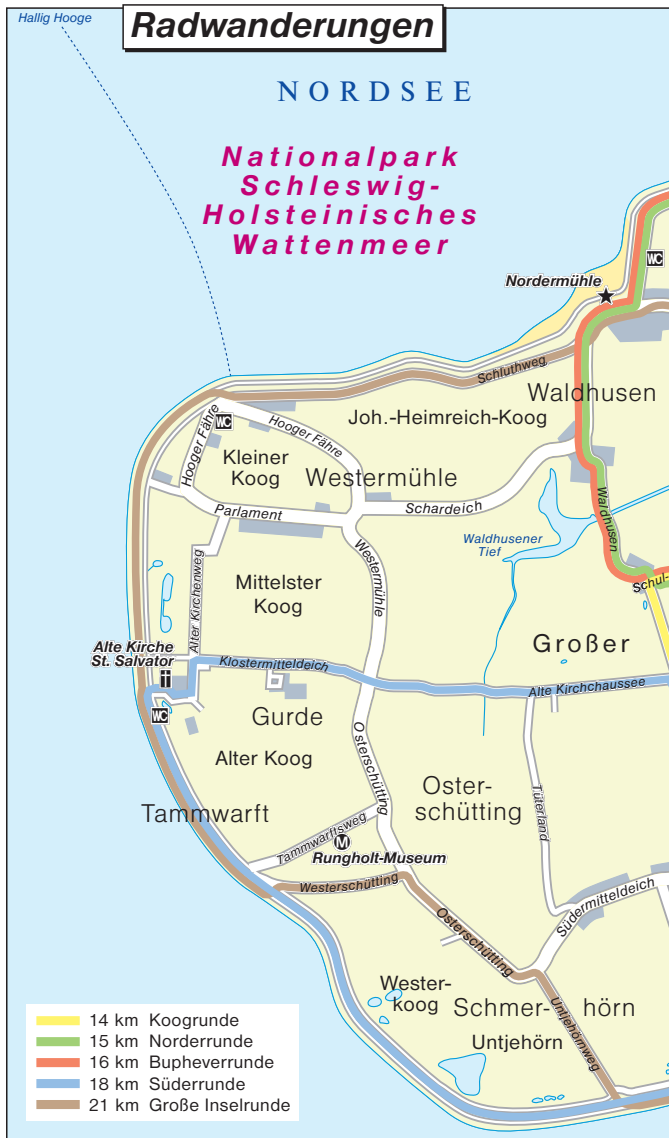 Hallig Hooge
Radwanderungen
NORDSEE
Nationalpark
Schleswig-
Holsteinisches
Wattenmeer
WC
Nordermühle
Schluthweg
Waldhusen
Joh.-Heimreich-Koog
Hooger Fähre
WC
Hooger Fähre
Kleiner
Koog
Westermühle
Parlament
Schardeich
Waldhusen
Waldhusener
Tief
Westermühle
Alter Kirchenweg
Mittelster
Koog
Schul-
Großer
Alte Kirche
St. Salvator
Klostermitteldeich
Alte Kirchchaussee
WC
Gurde
Alter Koog
Osterschütting
Oster-
schütting
Tüterland
Tammwarft
Tammwarftsweg
M
Rungholt-Museum
Westerschütting
Osterschütting
Südermitteldeich
Wester-
koog
Schmerhörn
Untjehörn
Untjehörnweg
14 km Koogrunde
15 km Norderrunde
16 km Bupheverrunde
18 km Süderrunde
21 km Große Inselrunde